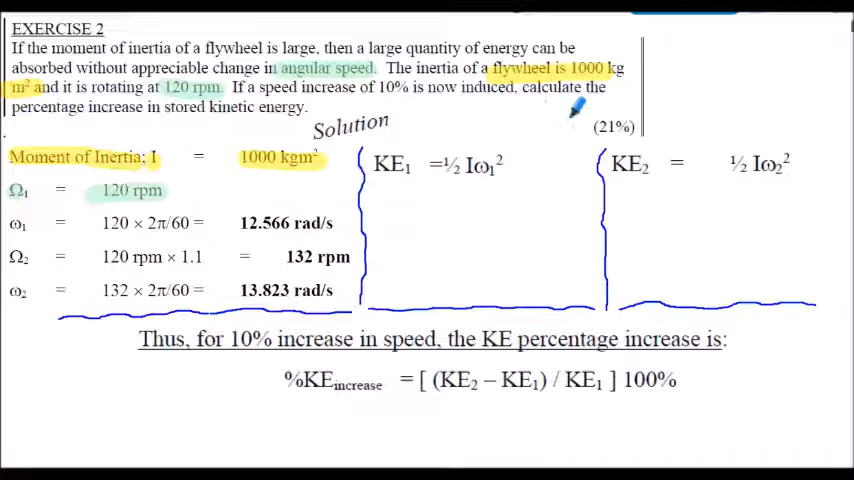 EXERCISE 2
If the moment of inertia of a flywheel is large, then a large quantity of energy can be
absorbed without appreciable change in angular speed. The inertia of a flywheel is 1000 kg
m² and it is rotating at 120 rpm. If a speed increase of 10% is now induced, calculate the
percentage increase in stored kinetic energy.
(21%)
Solution
Moment of Inertia; I = 1000 kgm²
Ω₁ = 120 rpm
ω₁ = 120 × 2π/60 = 12.566 rad/s
Ω₂ = 120 rpm × 1.1 = 132 rpm
ω₂ = 132 × 2π/60 = 13.823 rad/s
KE₁ =½ Iω₁²
KE₂ = ½ Iω₂²
Thus, for 10% increase in speed, the KE percentage increase is:
%KEincrease = [ (KE₂ – KE₁) / KE₁ ] 100%